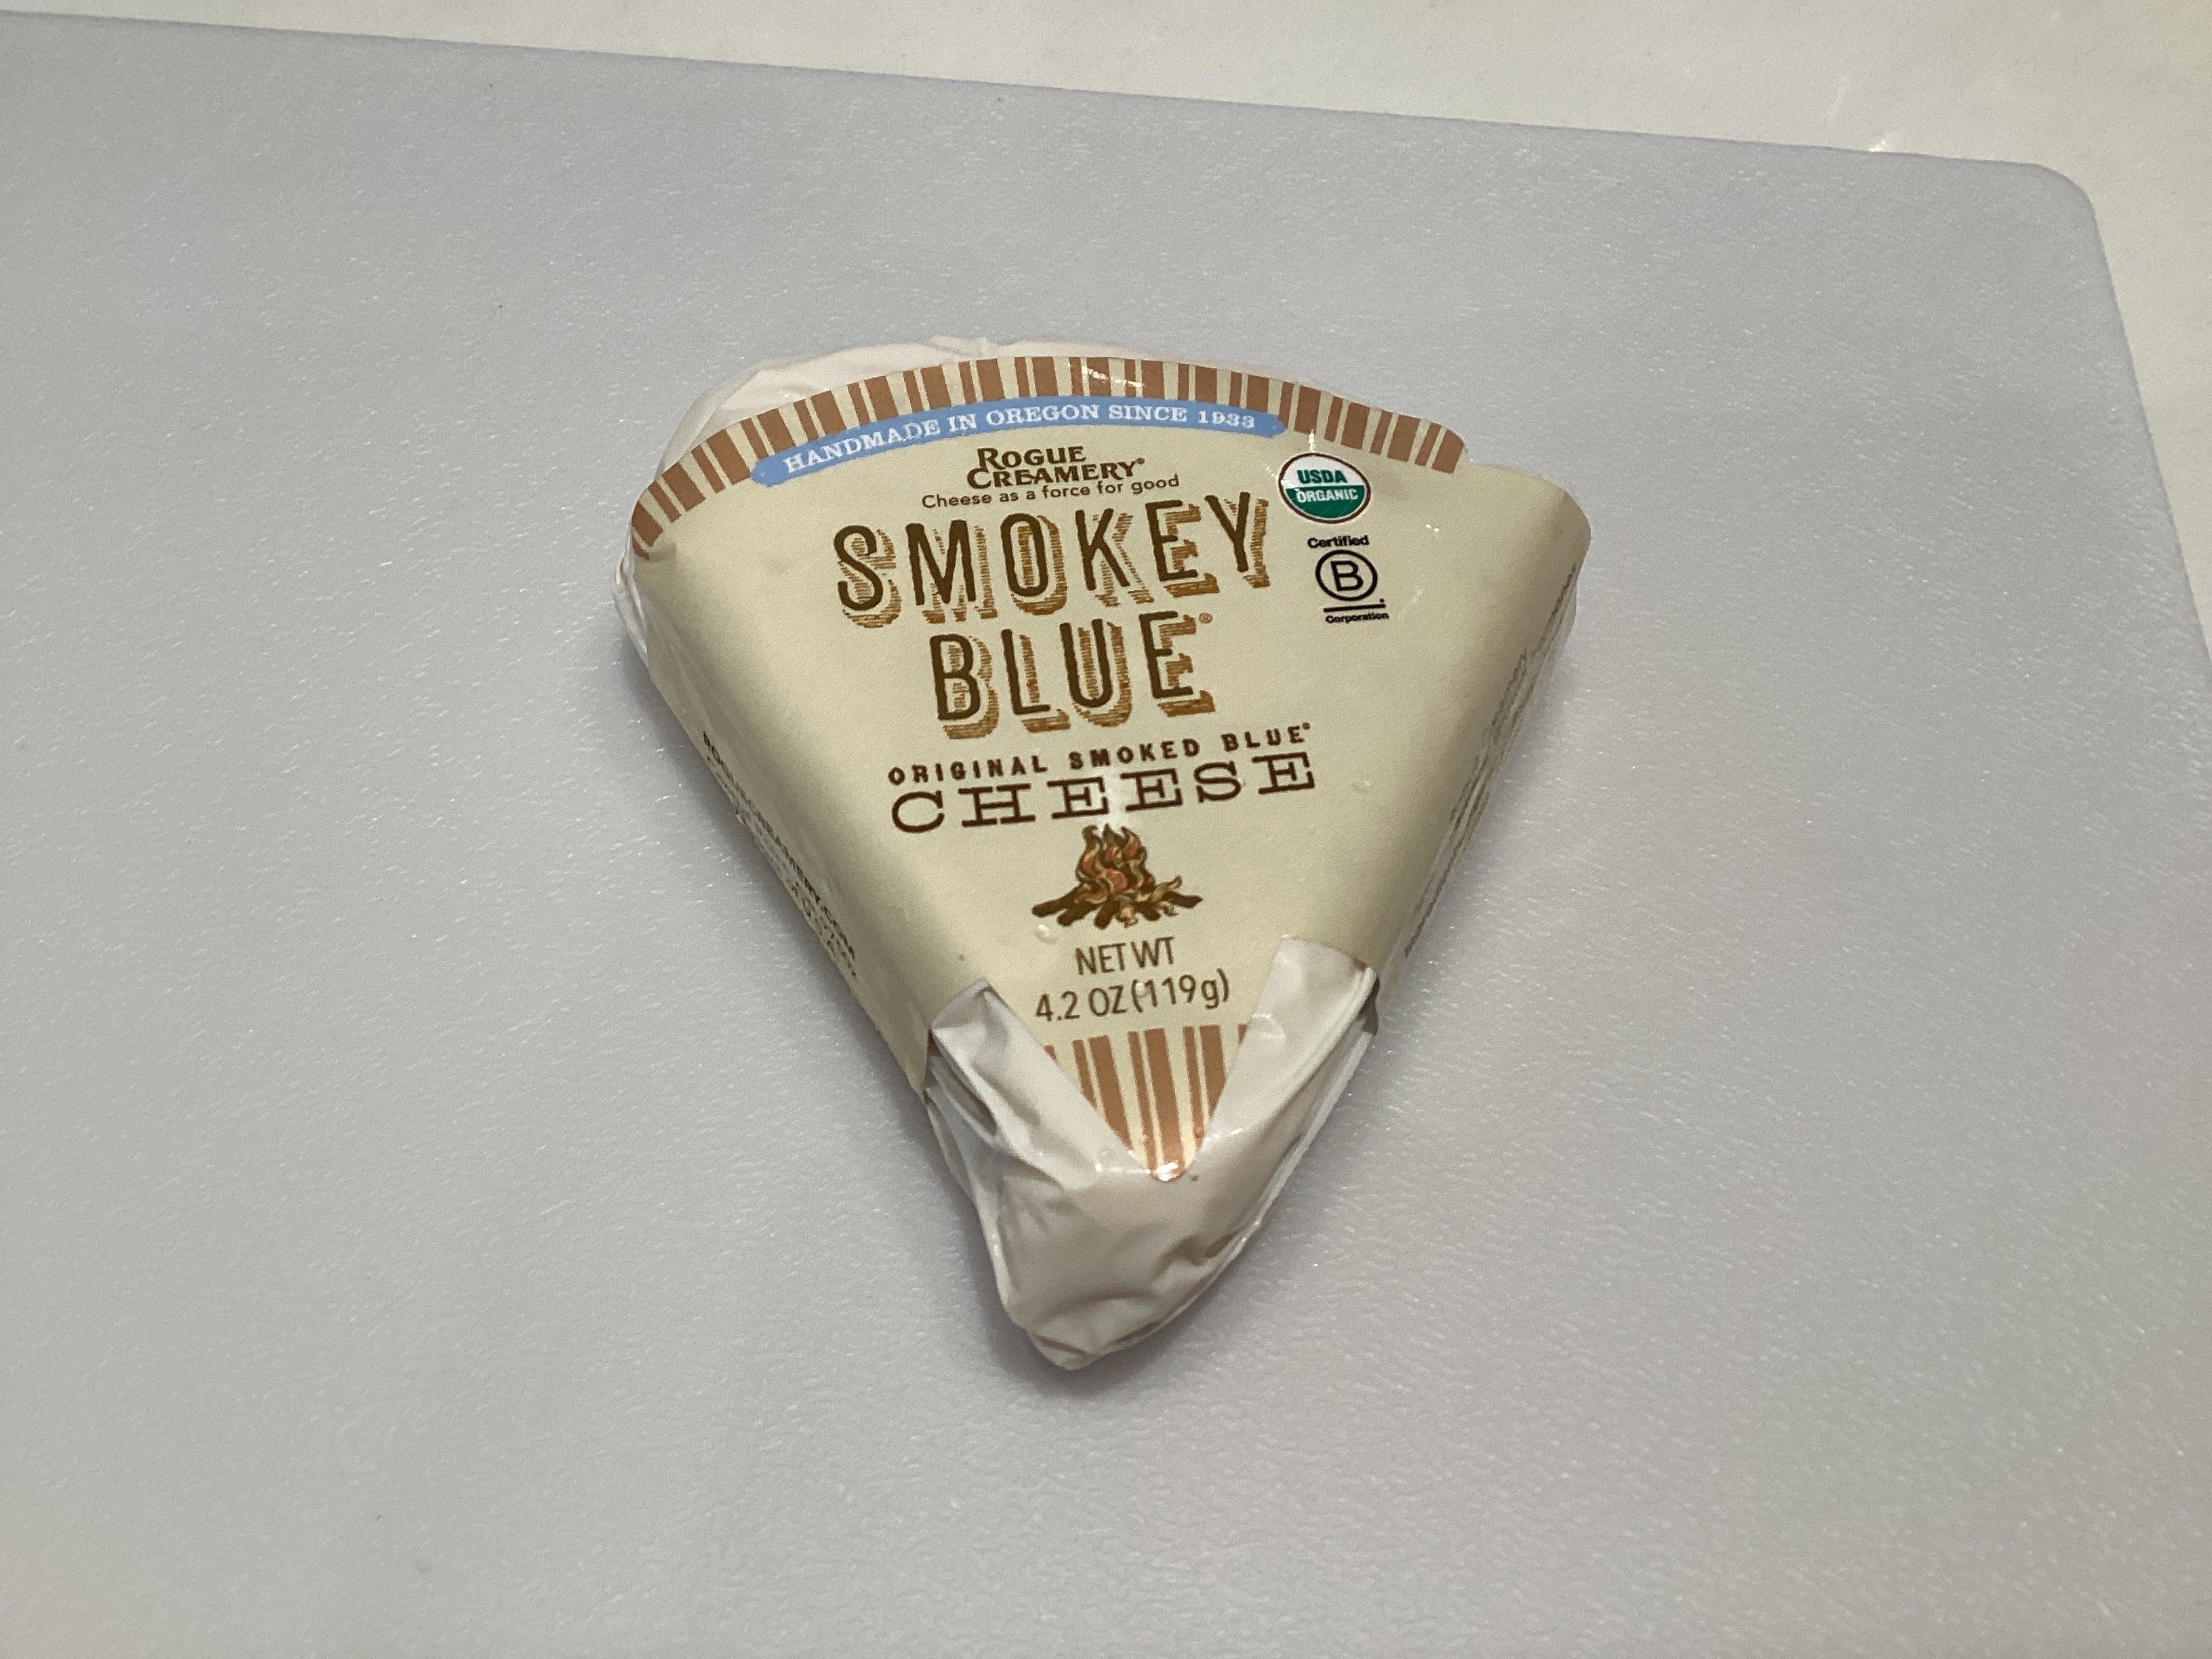 HANDMADE IN OREGON SINCE 1933
ROGUE
CREAMERY®
Cheese as a force for good
USDA
ORGANIC
SMOKEY
BLUE®
Certified
B
Corporation
ORIGINAL SMOKED BLUE®
CHEESE
NET WT
4.2 OZ (119g)